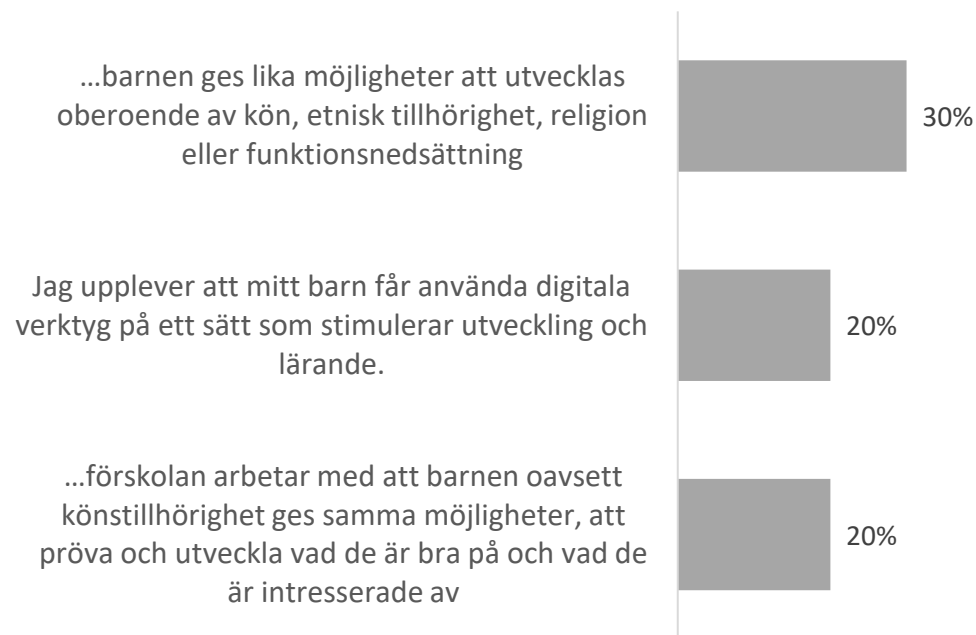 …barnen ges lika möjligheter att utvecklas
oberoende av kön, etnisk tillhörighet, religion
eller funktionsnedsättning
30%
Jag upplever att mitt barn får använda digitala
verktyg på ett sätt som stimulerar utveckling och
lärande.
20%
…förskolan arbetar med att barnen oavsett
könstillhörighet ges samma möjligheter, att
pröva och utveckla vad de är bra på och vad de
är intresserade av
20%